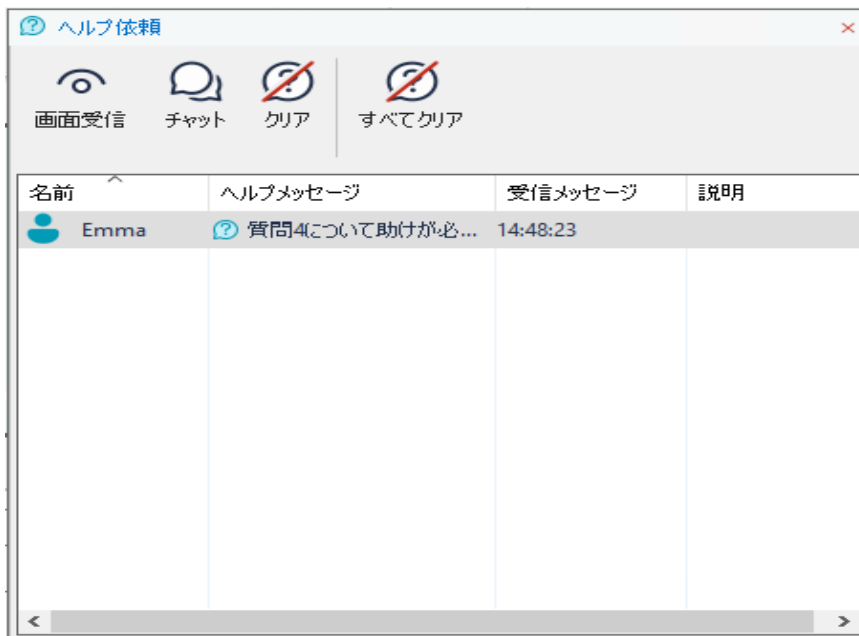 ヘルプ依頼
画面受信 チャット クリア すべてクリア
名前 ヘルプメッセージ 受信メッセージ 説明
Emma 質問4について助けが必... 14:48:23